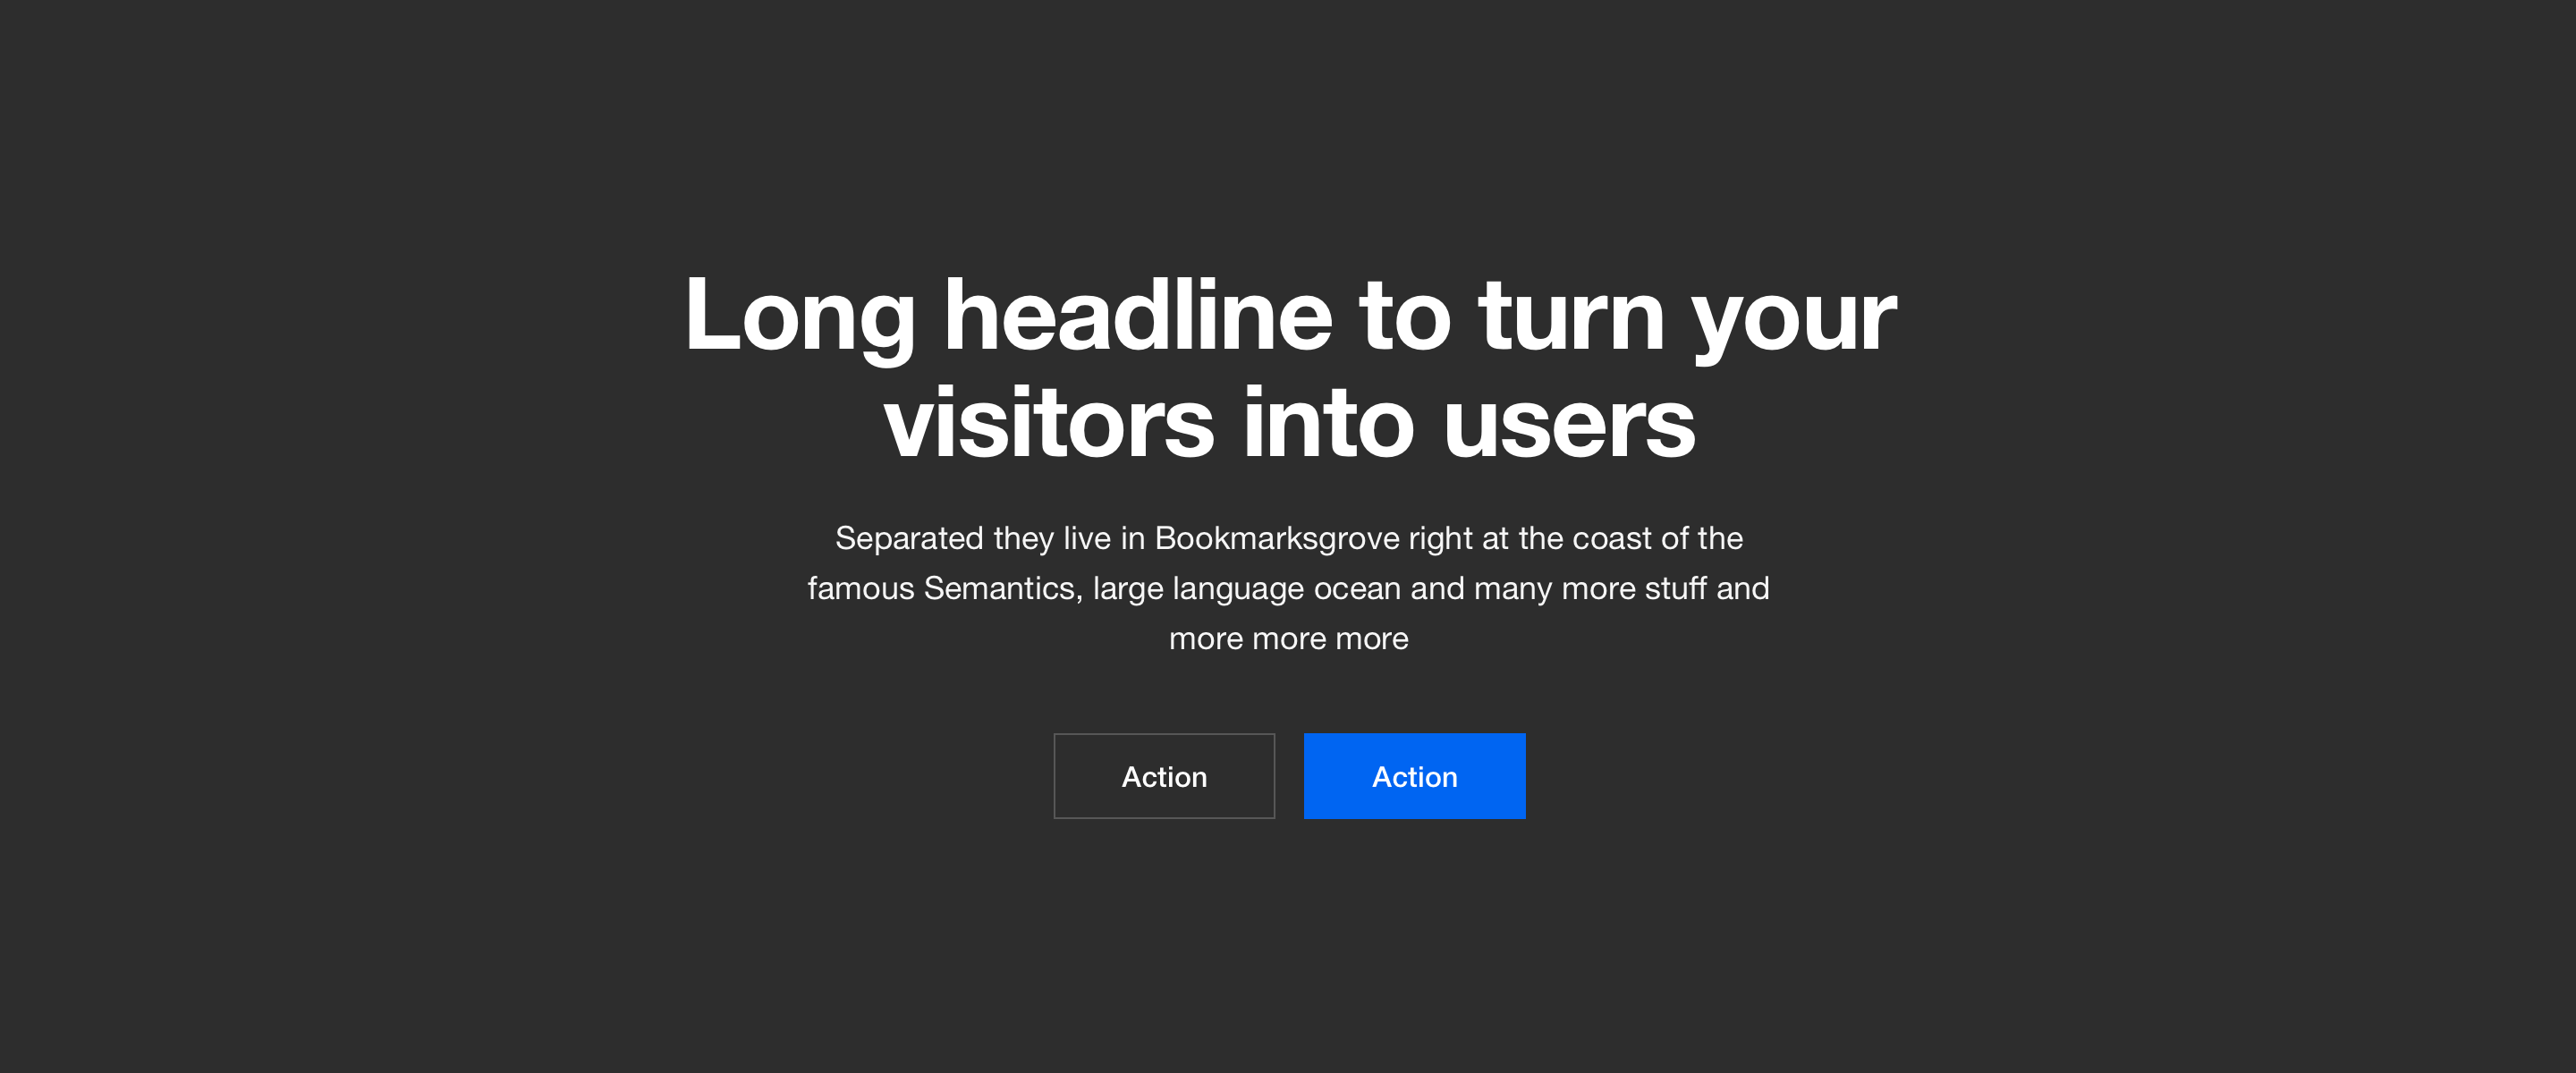 Long headline to turn your
visitors into users
Separated they live in Bookmarksgrove right at the coast of the
famous Semantics, large language ocean and many more stuff and
more more more
Action
Action